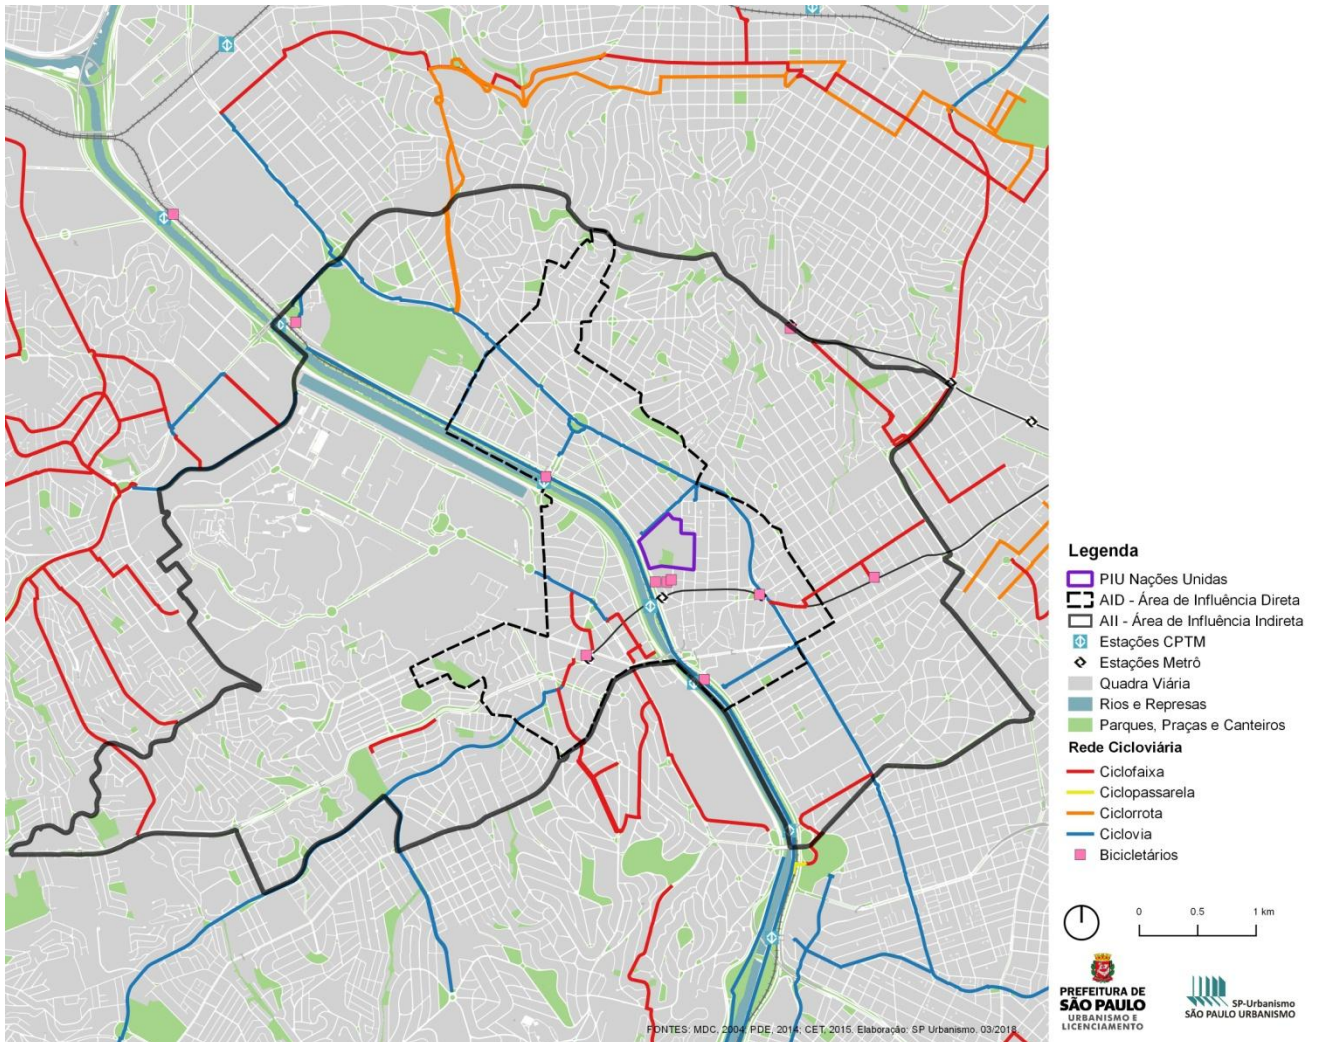 Legenda
PIU Nações Unidas
AID - Área de Influência Direta
AII - Área de Influência Indireta
Estações CPTM
Estações Metrô
Quadra Viária
Rios e Represas
Parques, Praças e Canteiros
Rede Cicloviária
Ciclofaixa
Ciclopassarela
Ciclorrota
Ciclovia
Bicicletários
0 0.5 1 km
PREFEITURA DE
SÃO PAULO
URBANISMO E
LICENCIAMENTO
SP-Urbanismo
SÃO PAULO URBANISMO
FONTES: MDC, 2004; PDE, 2014; CET, 2015. Elaboração: SP Urbanismo, 03/2018